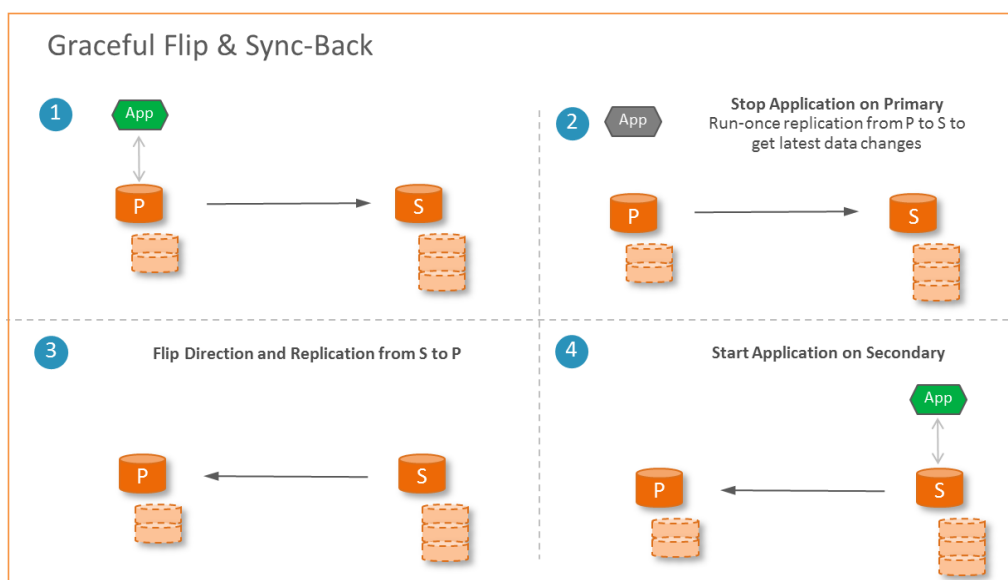 Graceful Flip & Sync-Back
1
App
P
S
2
App
Stop Application on Primary
Run-once replication from P to S to
get latest data changes
P
S
3
Flip Direction and Replication from S to P
P
S
4
Start Application on Secondary
App
P
S